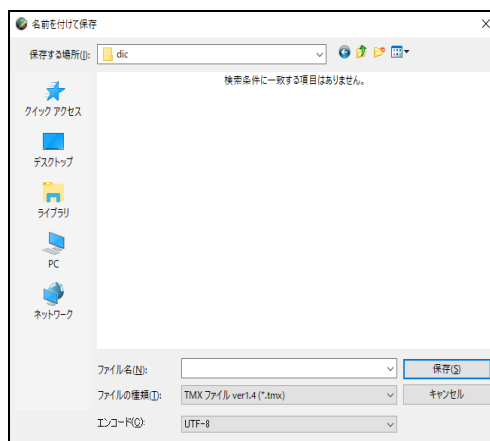 名前を付けて保存
保存する場所(I):
dic
検索条件に一致する項目はありません。
クイック アクセス
デスクトップ
ライブラリ
PC
ネットワーク
ファイル名(N):
保存(S)
ファイルの種類(T):
TMX ファイル ver1.4 (*.tmx)
キャンセル
エンコード(O):
UTF-8